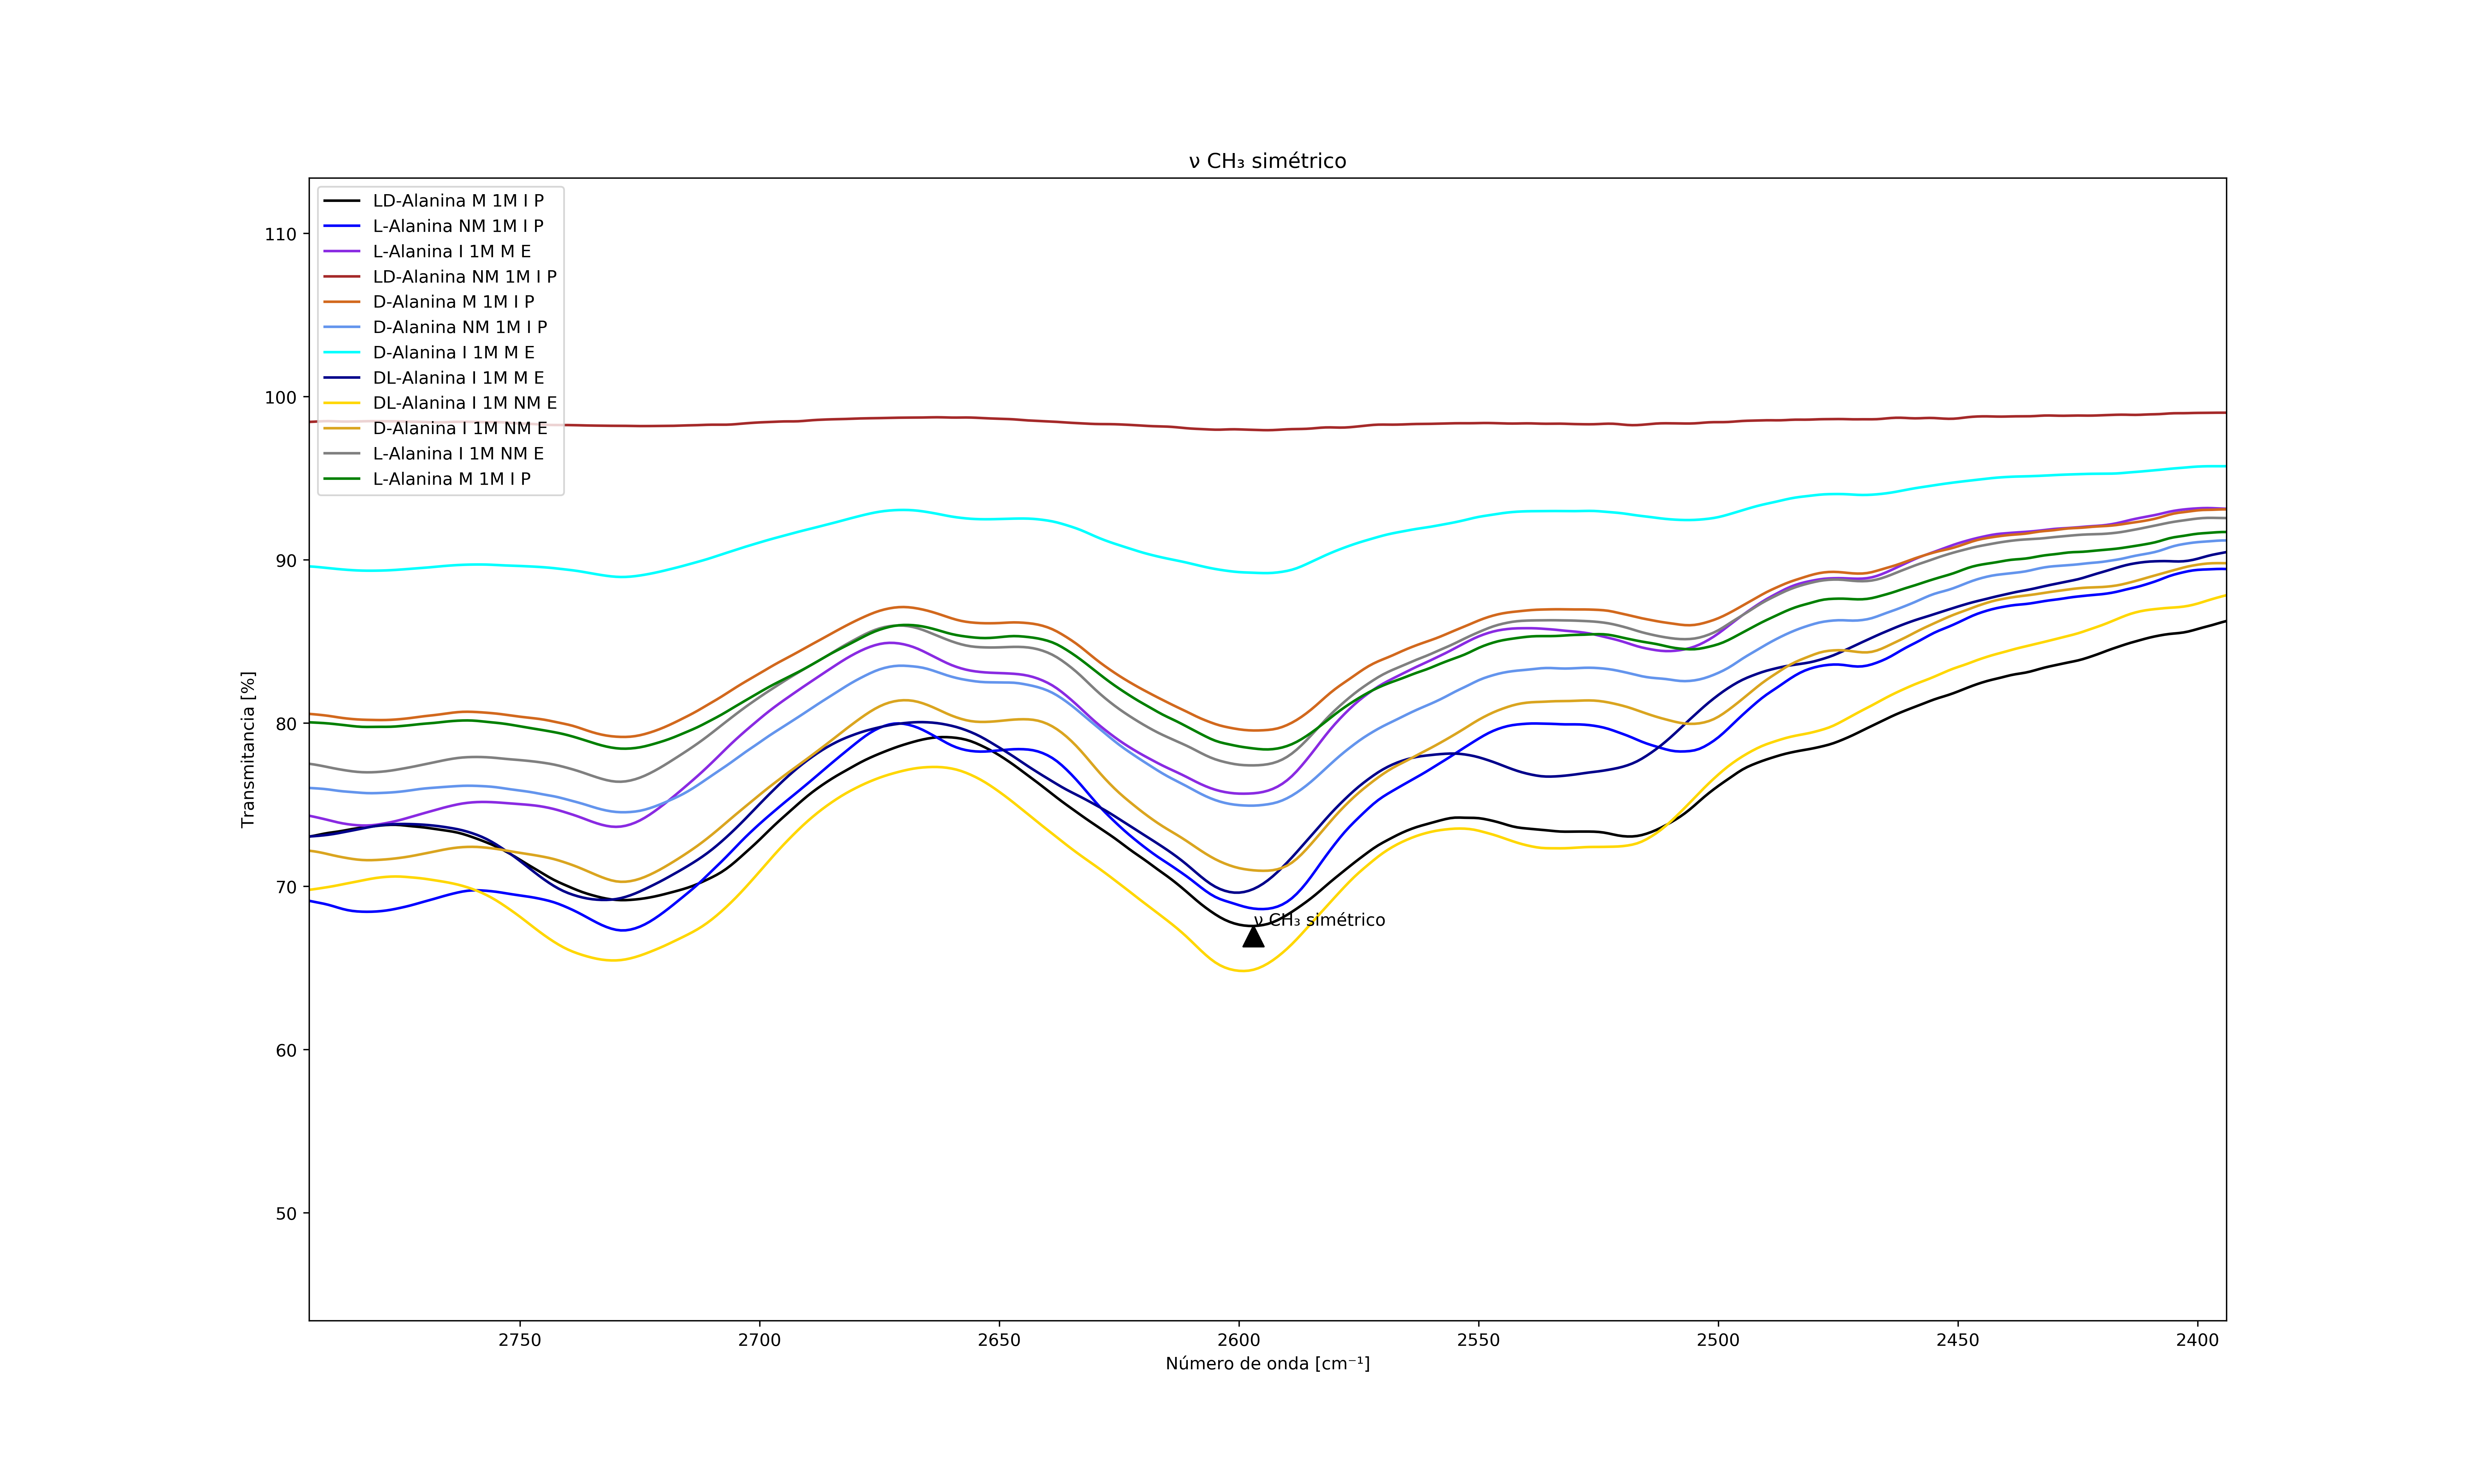 ν CH₃ simétrico
LD-Alanina M 1M I P
L-Alanina NM 1M I P
L-Alanina I 1M M E
LD-Alanina NM 1M I P
D-Alanina M 1M I P
D-Alanina NM 1M I P
D-Alanina I 1M M E
DL-Alanina I 1M M E
DL-Alanina I 1M NM E
D-Alanina I 1M NM E
L-Alanina I 1M NM E
L-Alanina M 1M I P
110
100
90
80
70
60
50
Transmitancia [%]
ν CH₃ simétrico
2750 2700 2650 2600 2550 2500 2450 2400
Número de onda [cm⁻¹]